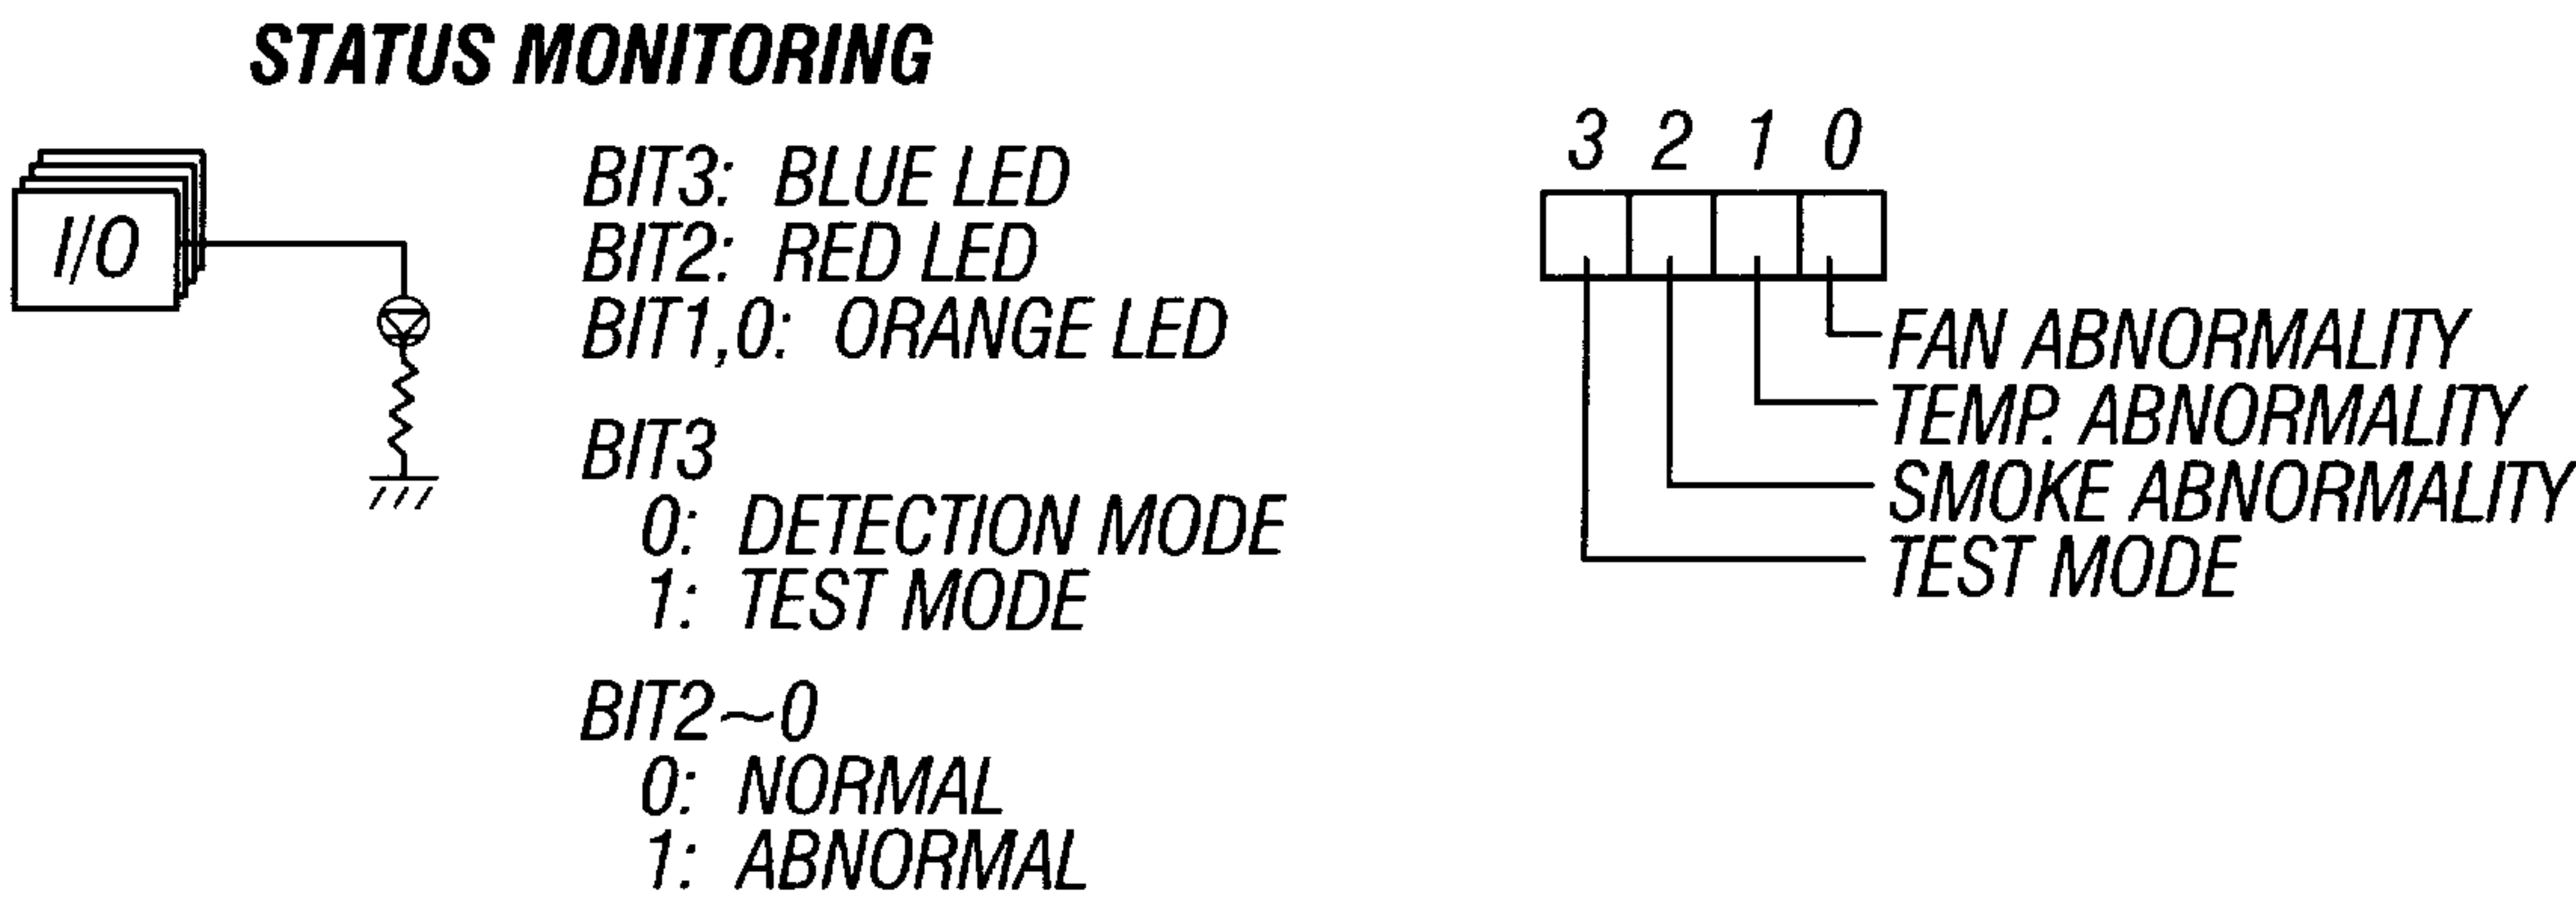 STATUS MONITORING
I/O
BIT3: BLUE LED
BIT2: RED LED
BIT1,0: ORANGE LED
BIT3
0: DETECTION MODE
1: TEST MODE
BIT2~0
0: NORMAL
1: ABNORMAL
3 2 1 0
FAN ABNORMALITY
TEMP. ABNORMALITY
SMOKE ABNORMALITY
TEST MODE